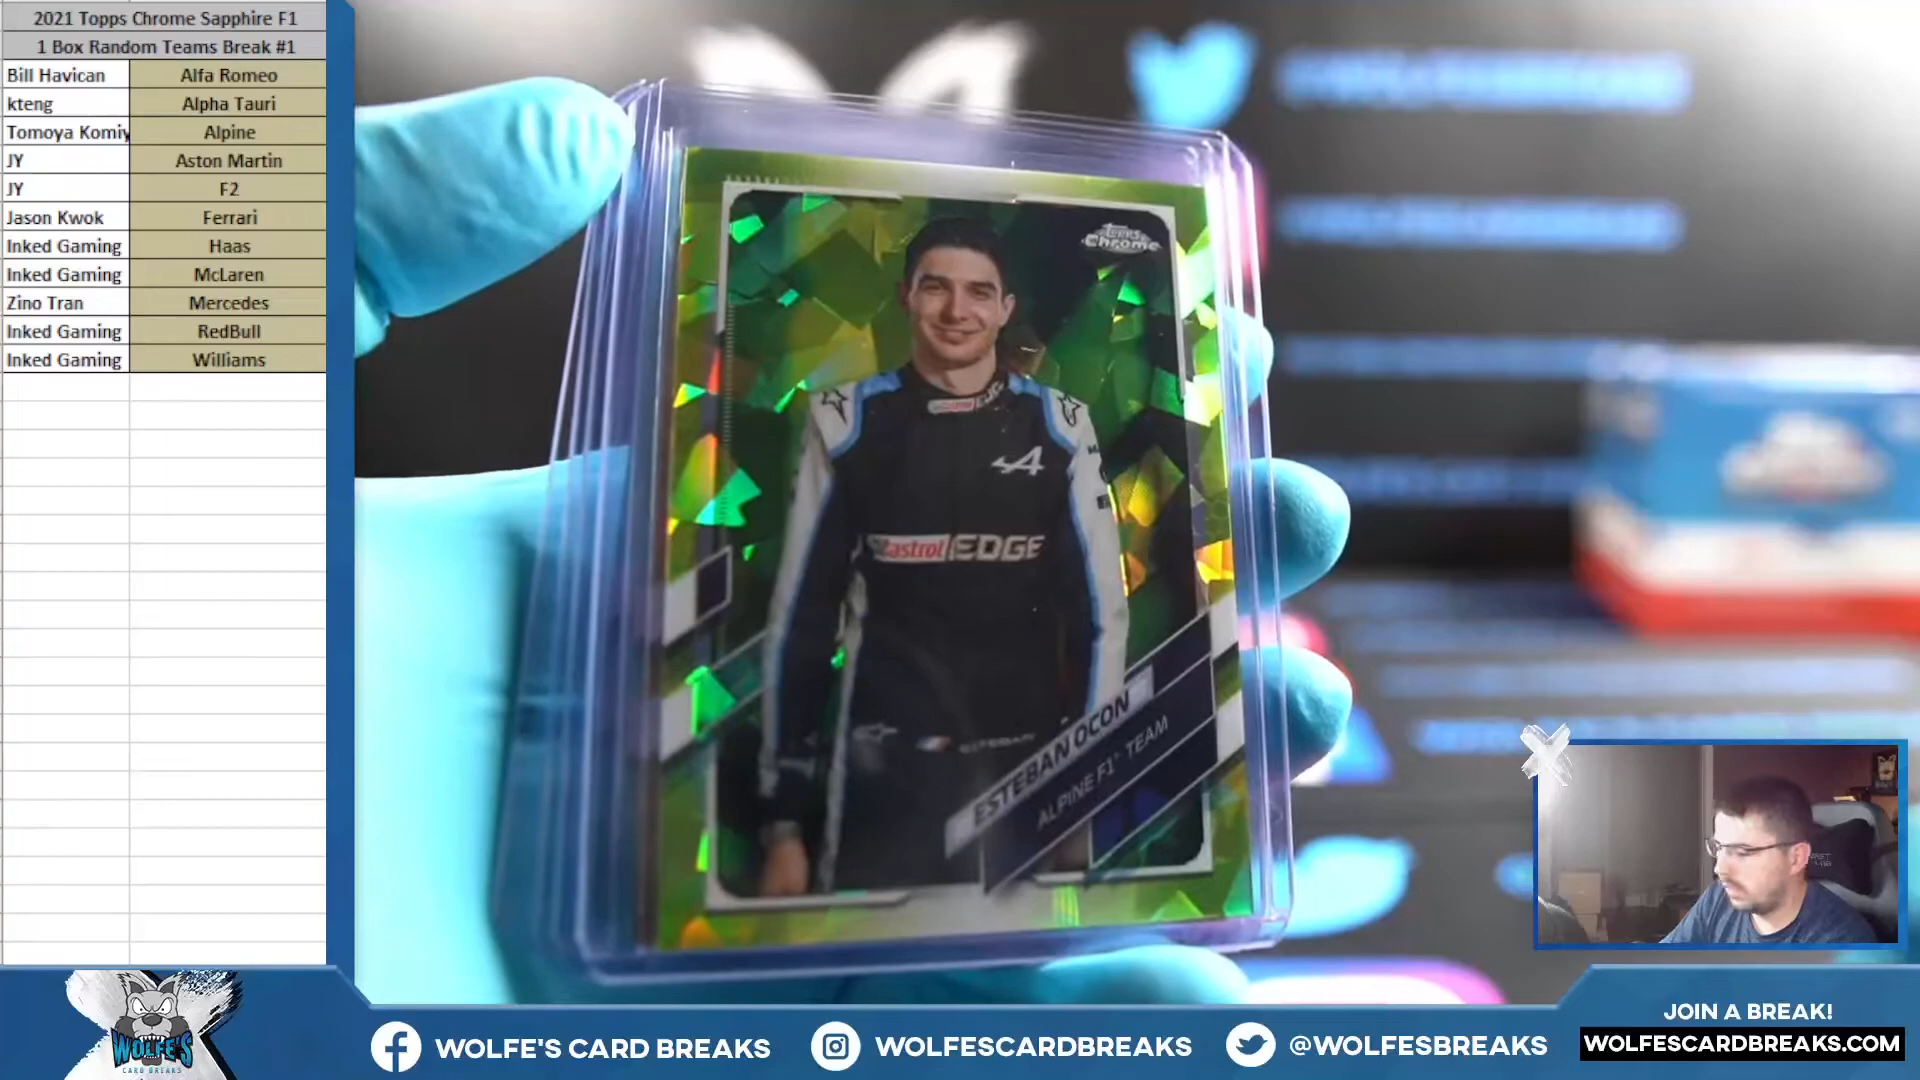 2021 Topps Chrome Sapphire F1
1 Box Random Teams Break #1
Bill Havican Alfa Romeo
kteng Alpha Tauri
Tomoya Komiy Alpine
JY Aston Martin
JY F2
Jason Kwok Ferrari
Inked Gaming Haas
Inked Gaming McLaren
Zino Tran Mercedes
Inked Gaming RedBull
Inked Gaming Williams
Topps
Chrome
Castrol EDGE
ESTEBAN
ESTEBAN OCON
ALPINE F1 TEAM
WOLFE'S
CARD BREAKS
WOLFE'S CARD BREAKS
WOLFESCARDBREAKS
@WOLFESBREAKS
JOIN A BREAK!
WOLFESCARDBREAKS.COM